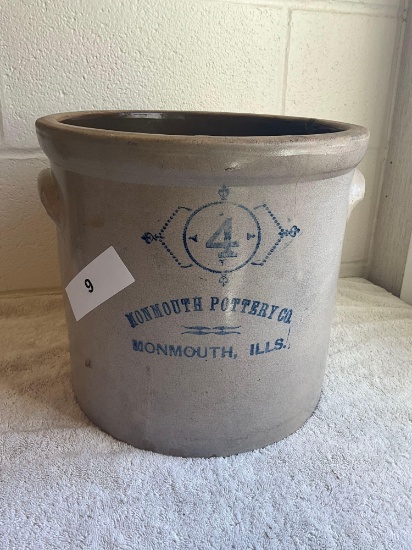 4
9
MONMOUTH POTTERY CO.
MONMOUTH, ILLS.